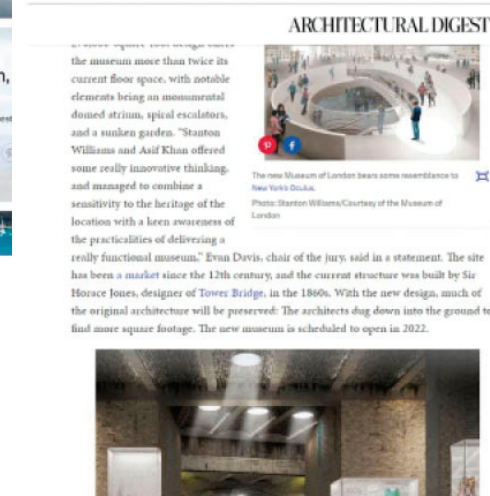 ARCHITECTURAL DIGEST
the museum more than twice its
current floor space, with notable
elements being an monumental
domed atrium, spiral escalators,
and a sunken garden. "Stanton
Williams and Asif Khan offered
some really innovative thinking,
and managed to combine a
sensitivity to the heritage of the
location with a keen awareness of
the practicalities of delivering a
The new Museum of London bears some resemblance to
New York's Oculus.
Photo: Stanton Williams/Courtesy of the Museum of
London
really functional museum," Evan Davis, chair of the jury, said in a statement. The site
has been a market since the 12th century, and the current structure was built by Sir
Horace Jones, designer of Tower Bridge, in the 1860s. With the new design, much of
the original architecture will be preserved: The architects dug down into the ground to
find more square footage. The new museum is scheduled to open in 2022.